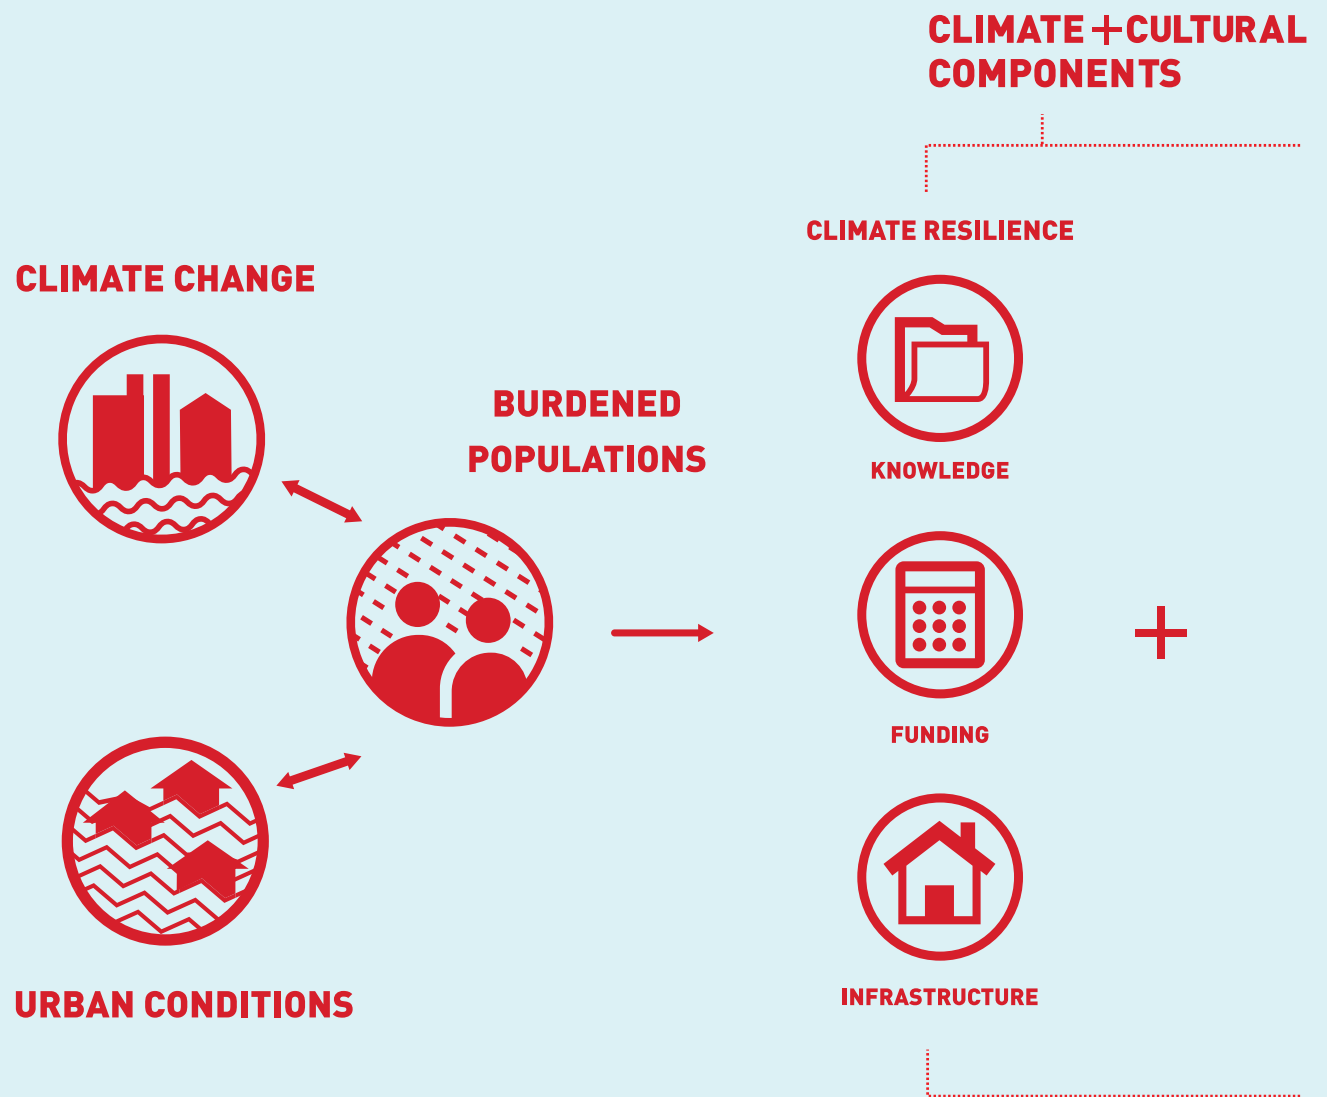 CLIMATE + CULTURAL
COMPONENTS
CLIMATE RESILIENCE
CLIMATE CHANGE
BURDENED
POPULATIONS
KNOWLEDGE
+
FUNDING
INFRASTRUCTURE
URBAN CONDITIONS